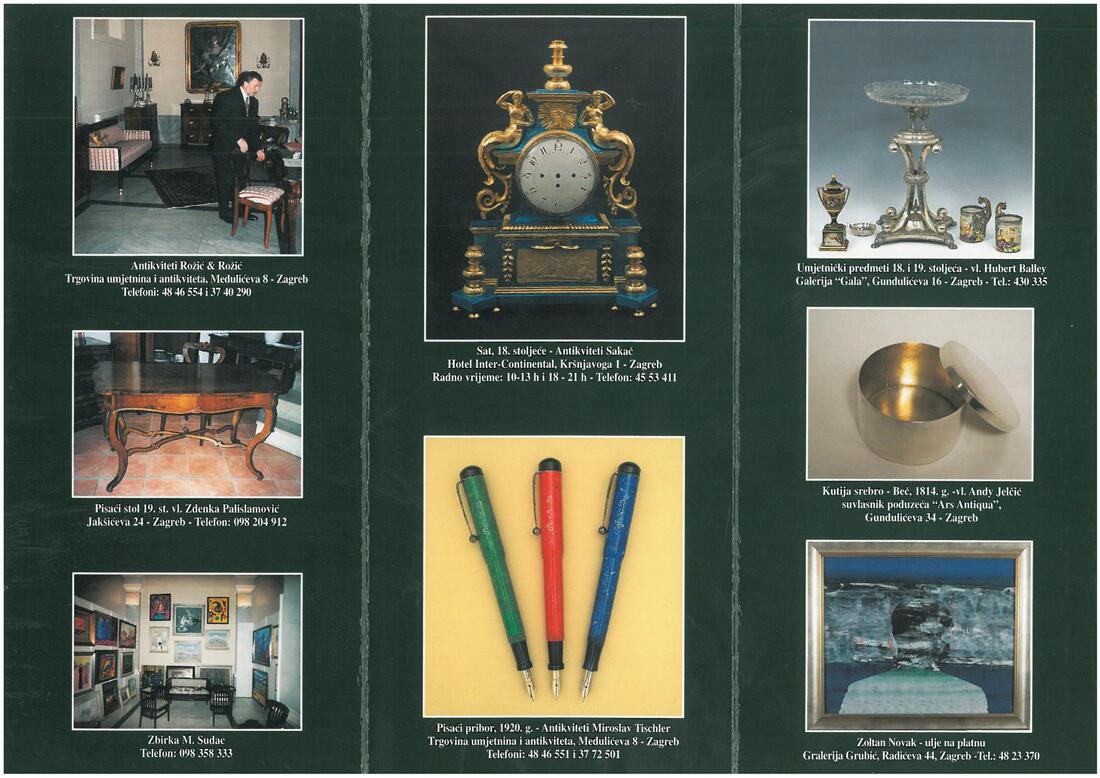 Antikviteti Rožić & Rožić
Trgovina umjetnina i antikviteta, Medulićeva 8 - Zagreb
Telefoni: 48 46 554 i 37 40 290
Pisaći stol 19. st. vl. Zdenka Palislamović
Jakšićeva 24 - Zagreb - Telefon: 098 204 912
Zbirka M. Sudac
Telefon: 098 358 333
Sat, 18. stoljeće - Antikviteti Sakač
Hotel Inter-Continental, Kršnjavoga 1 - Zagreb
Radno vrijeme: 10-13 h i 18 - 21 h - Telefon: 45 53 411
Pisaći pribor, 1920. g. - Antikviteti Miroslav Tischler
Trgovina umjetnina i antikviteta, Medulićeva 8 - Zagreb
Telefoni: 48 46 551 i 37 72 501
Umjetnički predmeti 18. i 19. stoljeća - vl. Hubert Balley
Galerija “Gala”, Gundulićeva 16 - Zagreb - Tel.: 430 335
Kutija srebro - Beč, 1814. g. -vl. Andy Jelčić
suvlasnik poduzeća “Ars Antiqua”,
Gundulićeva 34 - Zagreb
Zoltan Novak - ulje na platnu
Gralerija Grubić, Radićeva 44, Zagreb -Tel.: 48 23 370